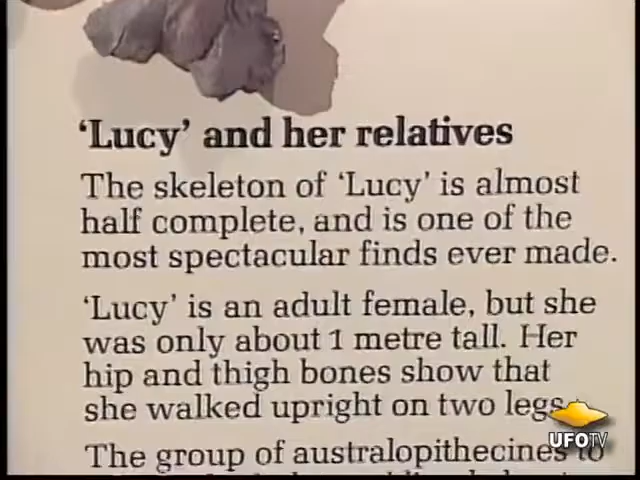 'Lucy' and her relatives
The skeleton of 'Lucy' is almost
half complete, and is one of the
most spectacular finds ever made.
'Lucy' is an adult female, but she
was only about 1 metre tall. Her
hip and thigh bones show that
she walked upright on two legs
The group of australopithecines to
UFOTV